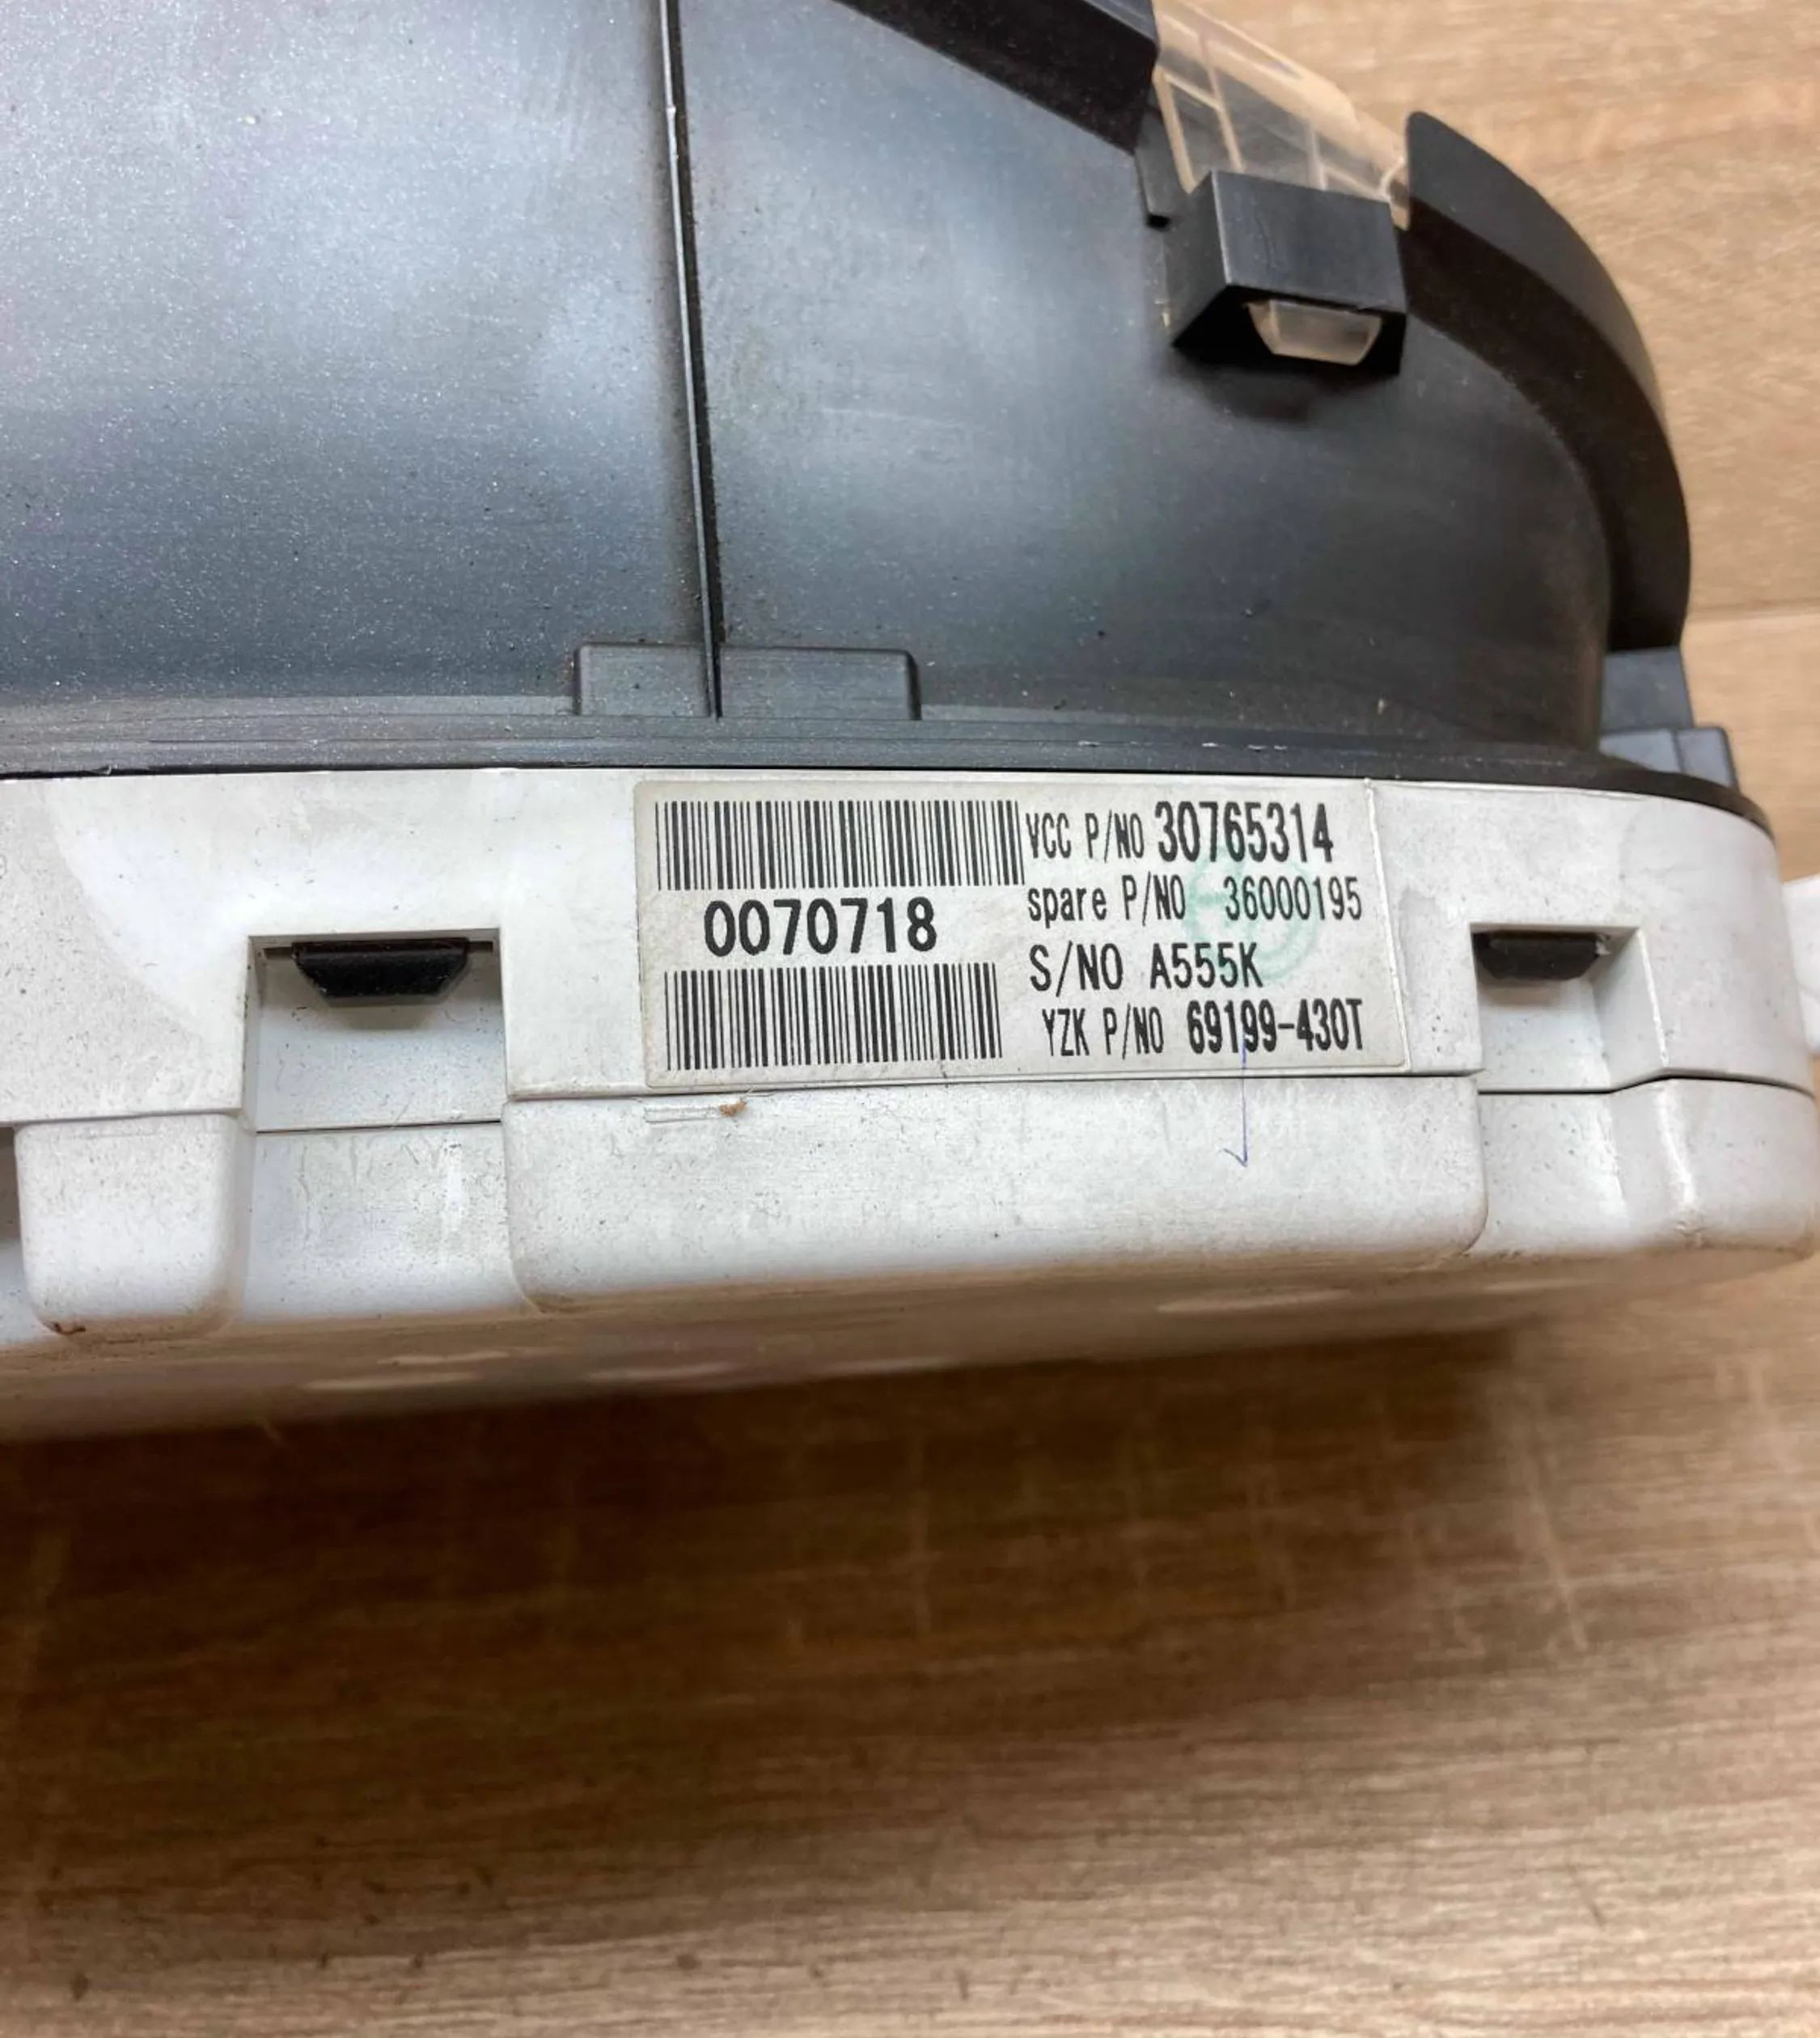 0070718
VCC P/NO 30765314
spare P/NO 36000195
S/NO A555K
YZK P/NO 69199-430T